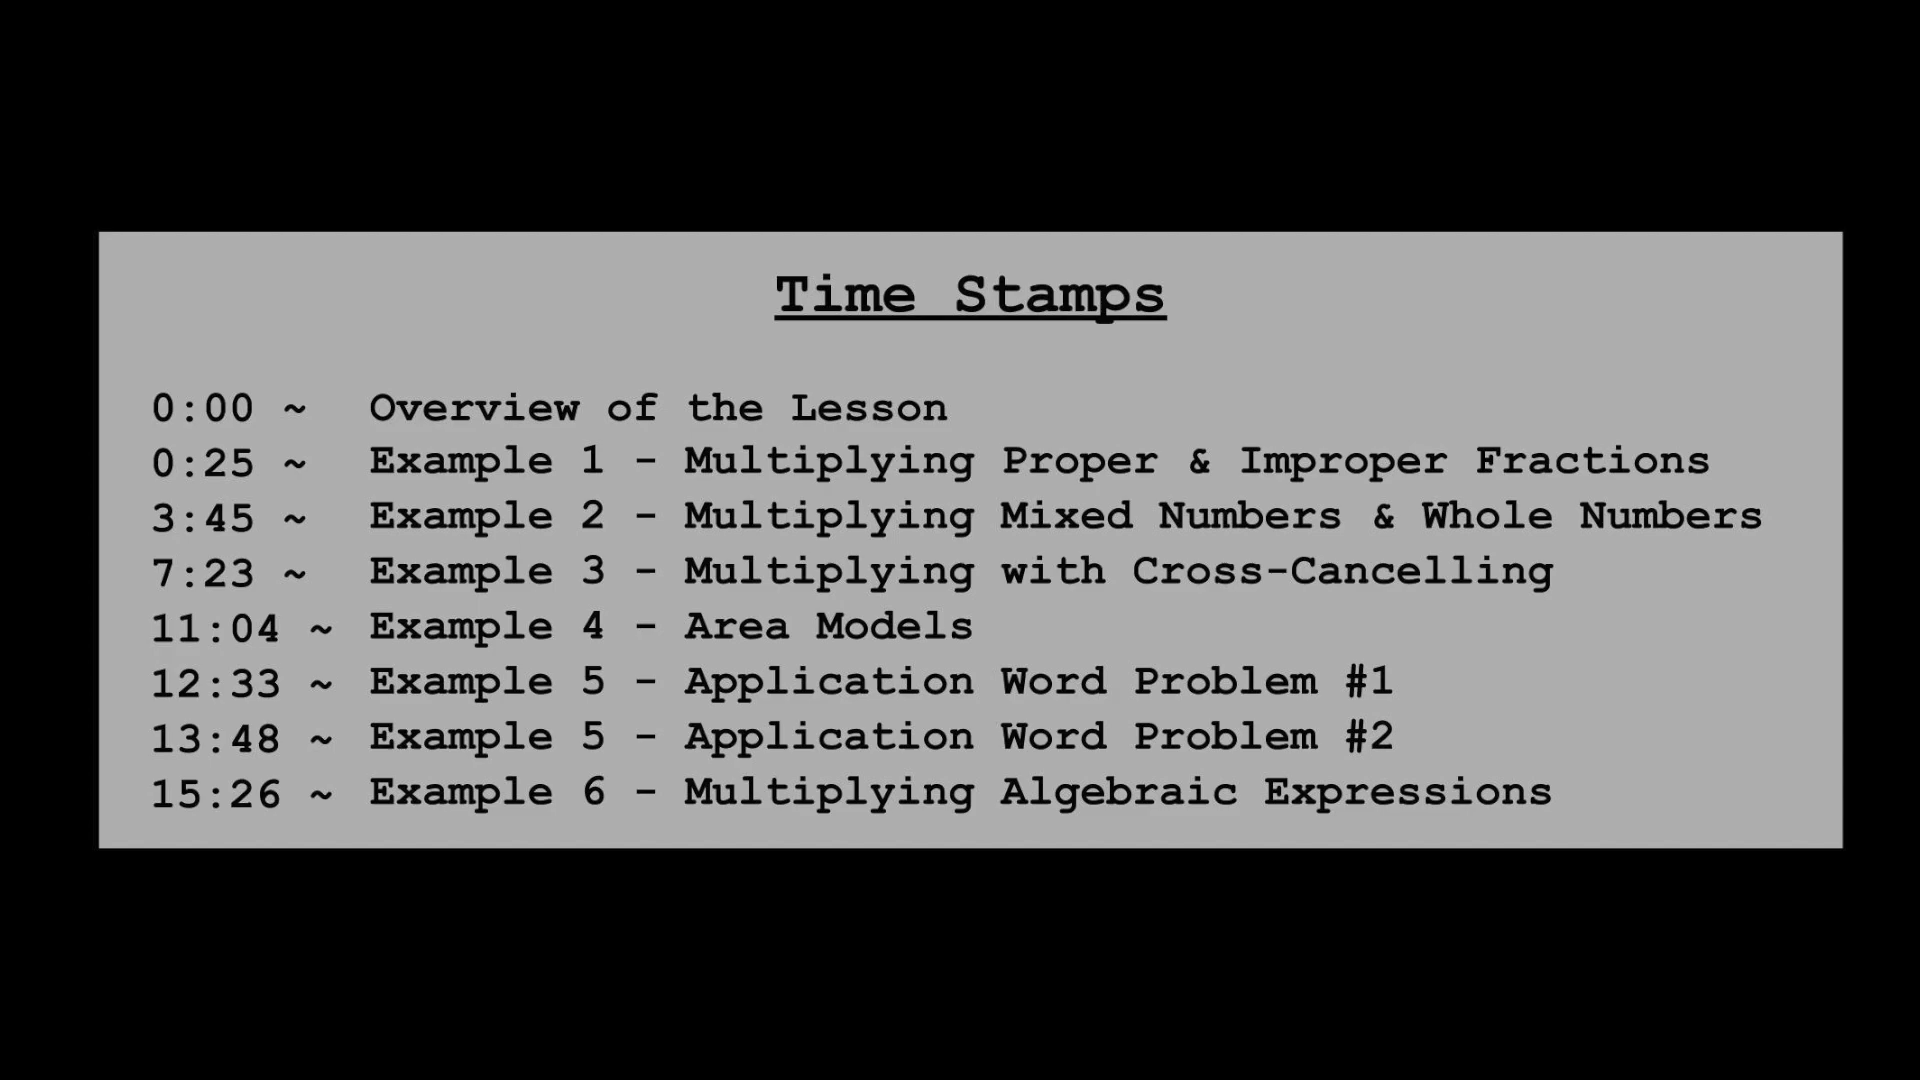 Time Stamps
0:00 ~ Overview of the Lesson
0:25 ~ Example 1 - Multiplying Proper & Improper Fractions
3:45 ~ Example 2 - Multiplying Mixed Numbers & Whole Numbers
7:23 ~ Example 3 - Multiplying with Cross-Cancelling
11:04 ~ Example 4 - Area Models
12:33 ~ Example 5 - Application Word Problem #1
13:48 ~ Example 5 - Application Word Problem #2
15:26 ~ Example 6 - Multiplying Algebraic Expressions